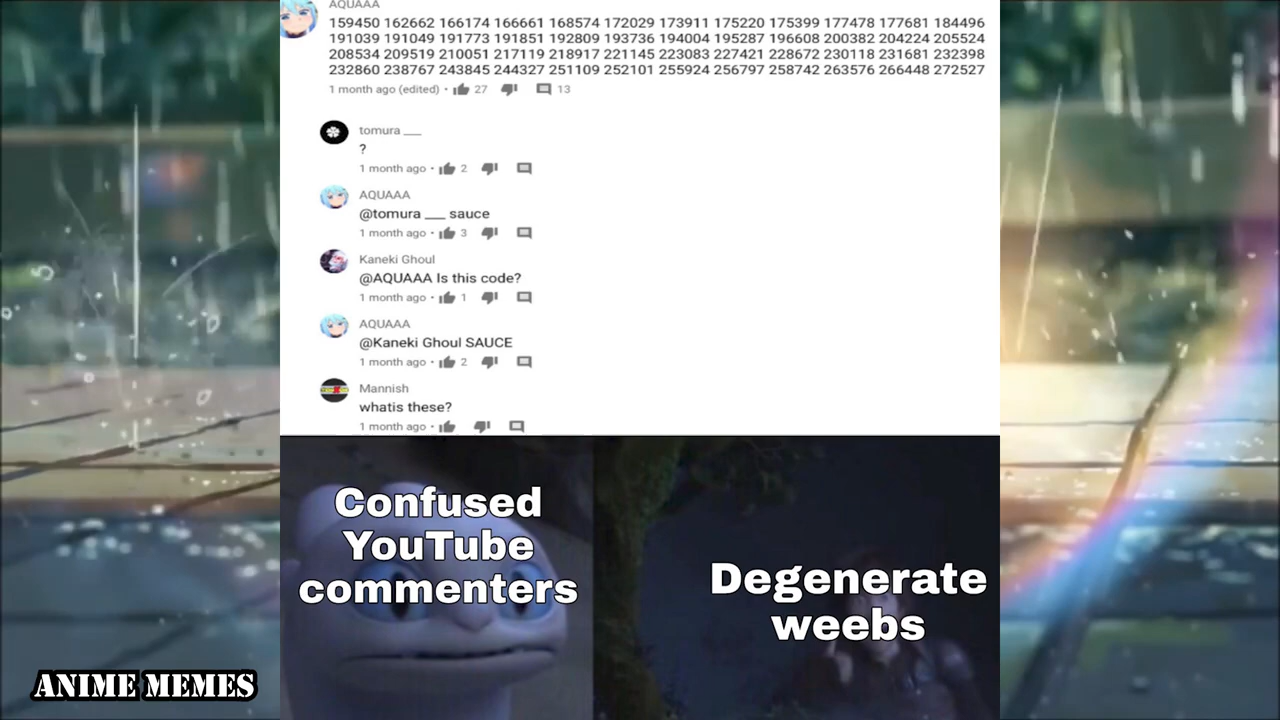 AQUAAA
159450 162662 166174 166661 168574 172029 173911 175220 175399 177478 177681 184496
191039 191049 191773 191851 192809 193736 194004 195287 196608 200382 204224 205524
208534 209519 210051 217119 218917 221145 223083 227421 228672 230118 231681 232398
232860 238767 243845 244327 251109 252101 255924 256797 258742 263576 266448 272527
1 month ago (edited) • 27 13
tomura ___
?
1 month ago • 2
AQUAAA
@tomura ___ sauce
1 month ago • 3
Kaneki Ghoul
@AQUAAA Is this code?
1 month ago • 1
AQUAAA
@Kaneki Ghoul SAUCE
1 month ago • 2
Mannish
whatis these?
1 month ago •
Confused
YouTube
commenters
Degenerate
weebs
ANIME MEMES